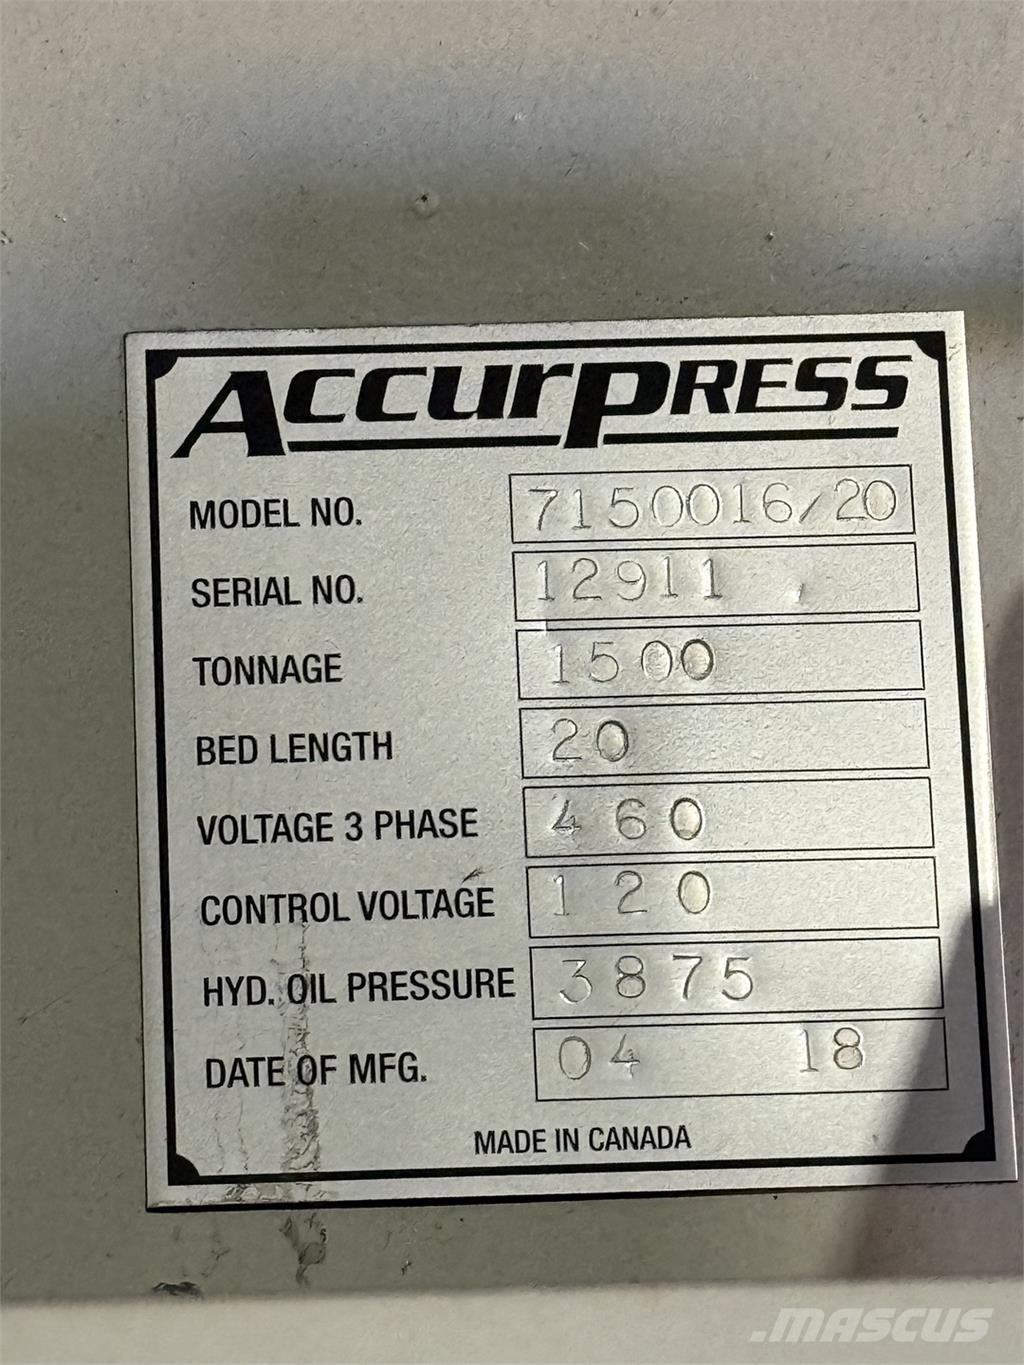 ACCURPRESS
MODEL NO. 7150016/20
SERIAL NO. 12911
TONNAGE 1500
BED LENGTH 20
VOLTAGE 3 PHASE 460
CONTROL VOLTAGE 120
HYD. OIL PRESSURE 3875
DATE OF MFG. 04 18
MADE IN CANADA
.MASCUS